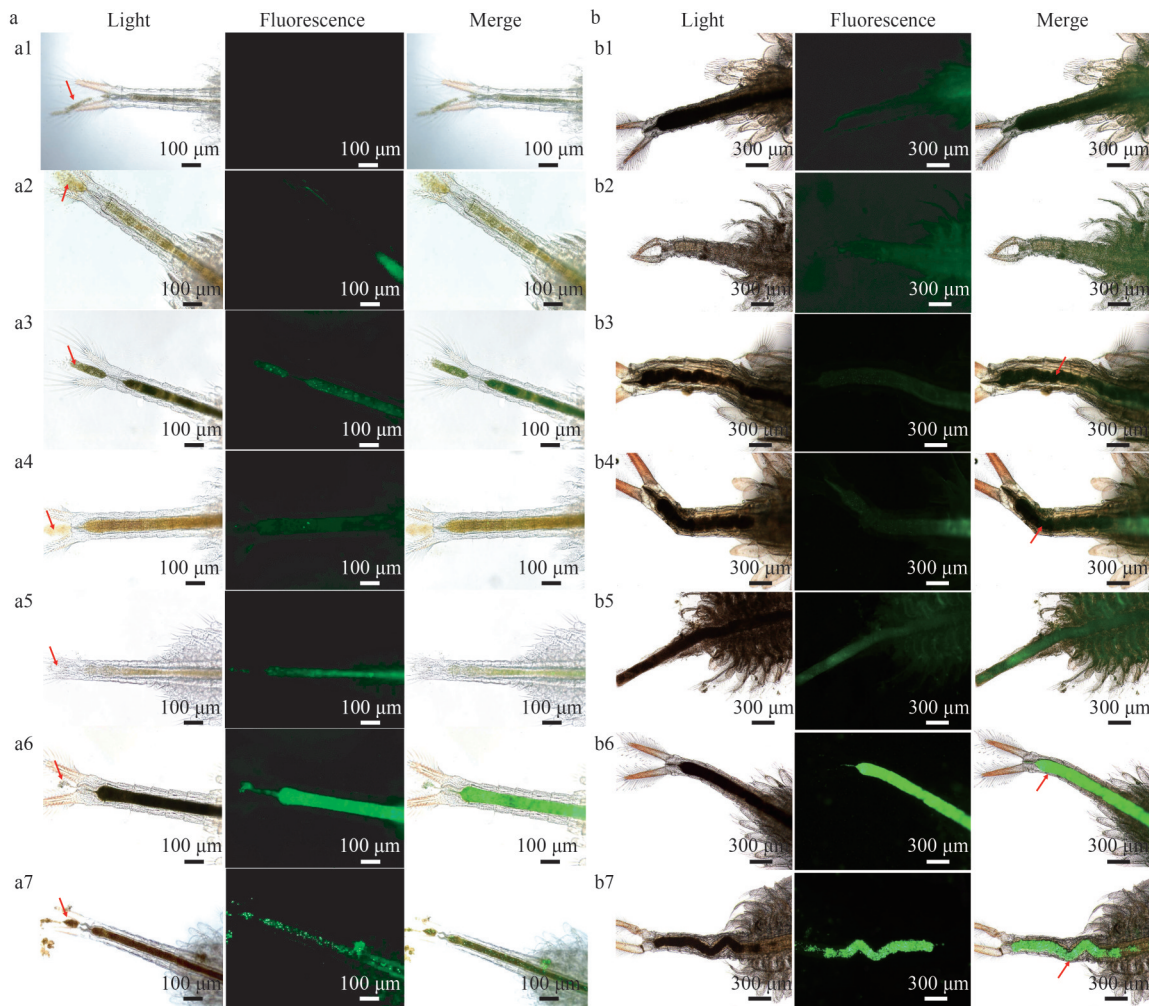 a Light Fluorescence Merge b Light Fluorescence Merge
a1 100 μm 100 μm 100 μm b1 300 μm 300 μm 300 μm
a2 100 μm 100 μm 100 μm b2 300 μm 300 μm 300 μm
a3 100 μm 100 μm 100 μm b3 300 μm 300 μm 300 μm
a4 100 μm 100 μm 100 μm b4 300 μm 300 μm 300 μm
a5 100 μm 100 μm 100 μm b5 300 μm 300 μm 300 μm
a6 100 μm 100 μm 100 μm b6 300 μm 300 μm 300 μm
a7 100 μm 100 μm 100 μm b7 300 μm 300 μm 300 μm